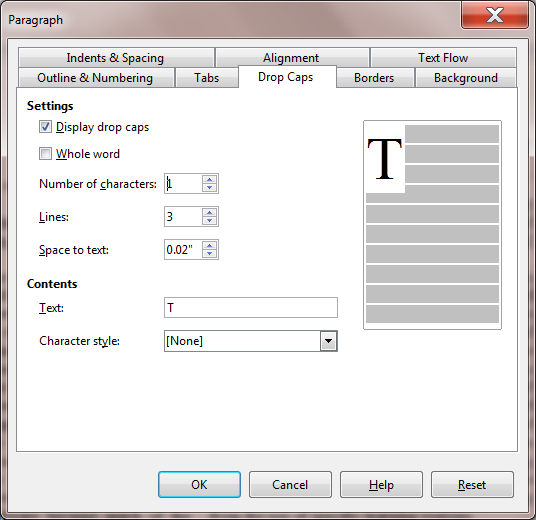 Paragraph
Indents & Spacing Alignment Text Flow
Outline & Numbering Tabs Drop Caps Borders Background
Settings
Display drop caps
Whole word
Number of characters: 1
Lines: 3
Space to text: 0.02"
T
Contents
Text: T
Character style: [None]
OK Cancel Help Reset